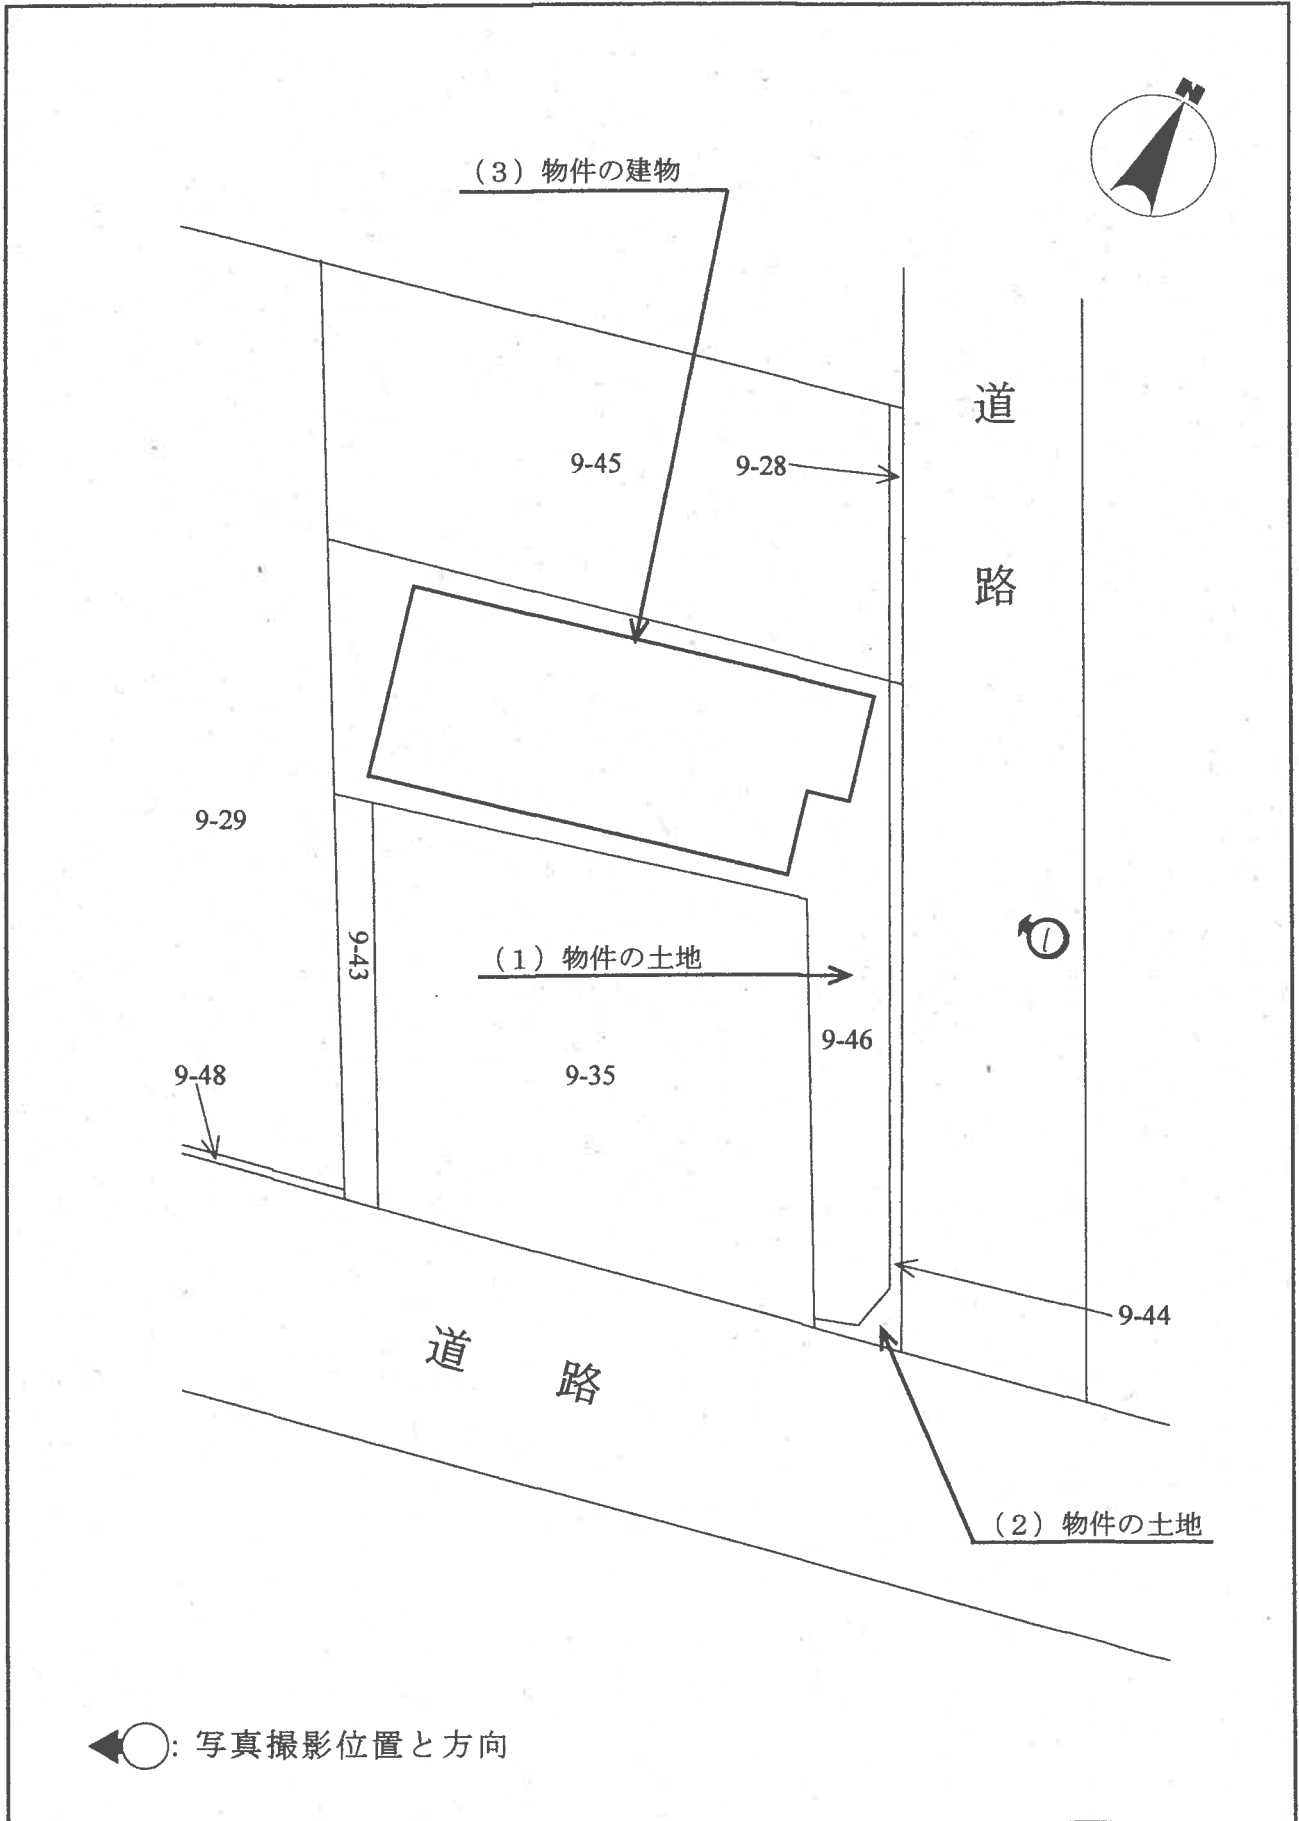 N
（3）物件の建物
道
路
9-45
9-28
9-29
9-43
（1）物件の土地
9-46
9-35
9-48
1
9-44
道 路
（2）物件の土地
: 写真撮影位置と方向